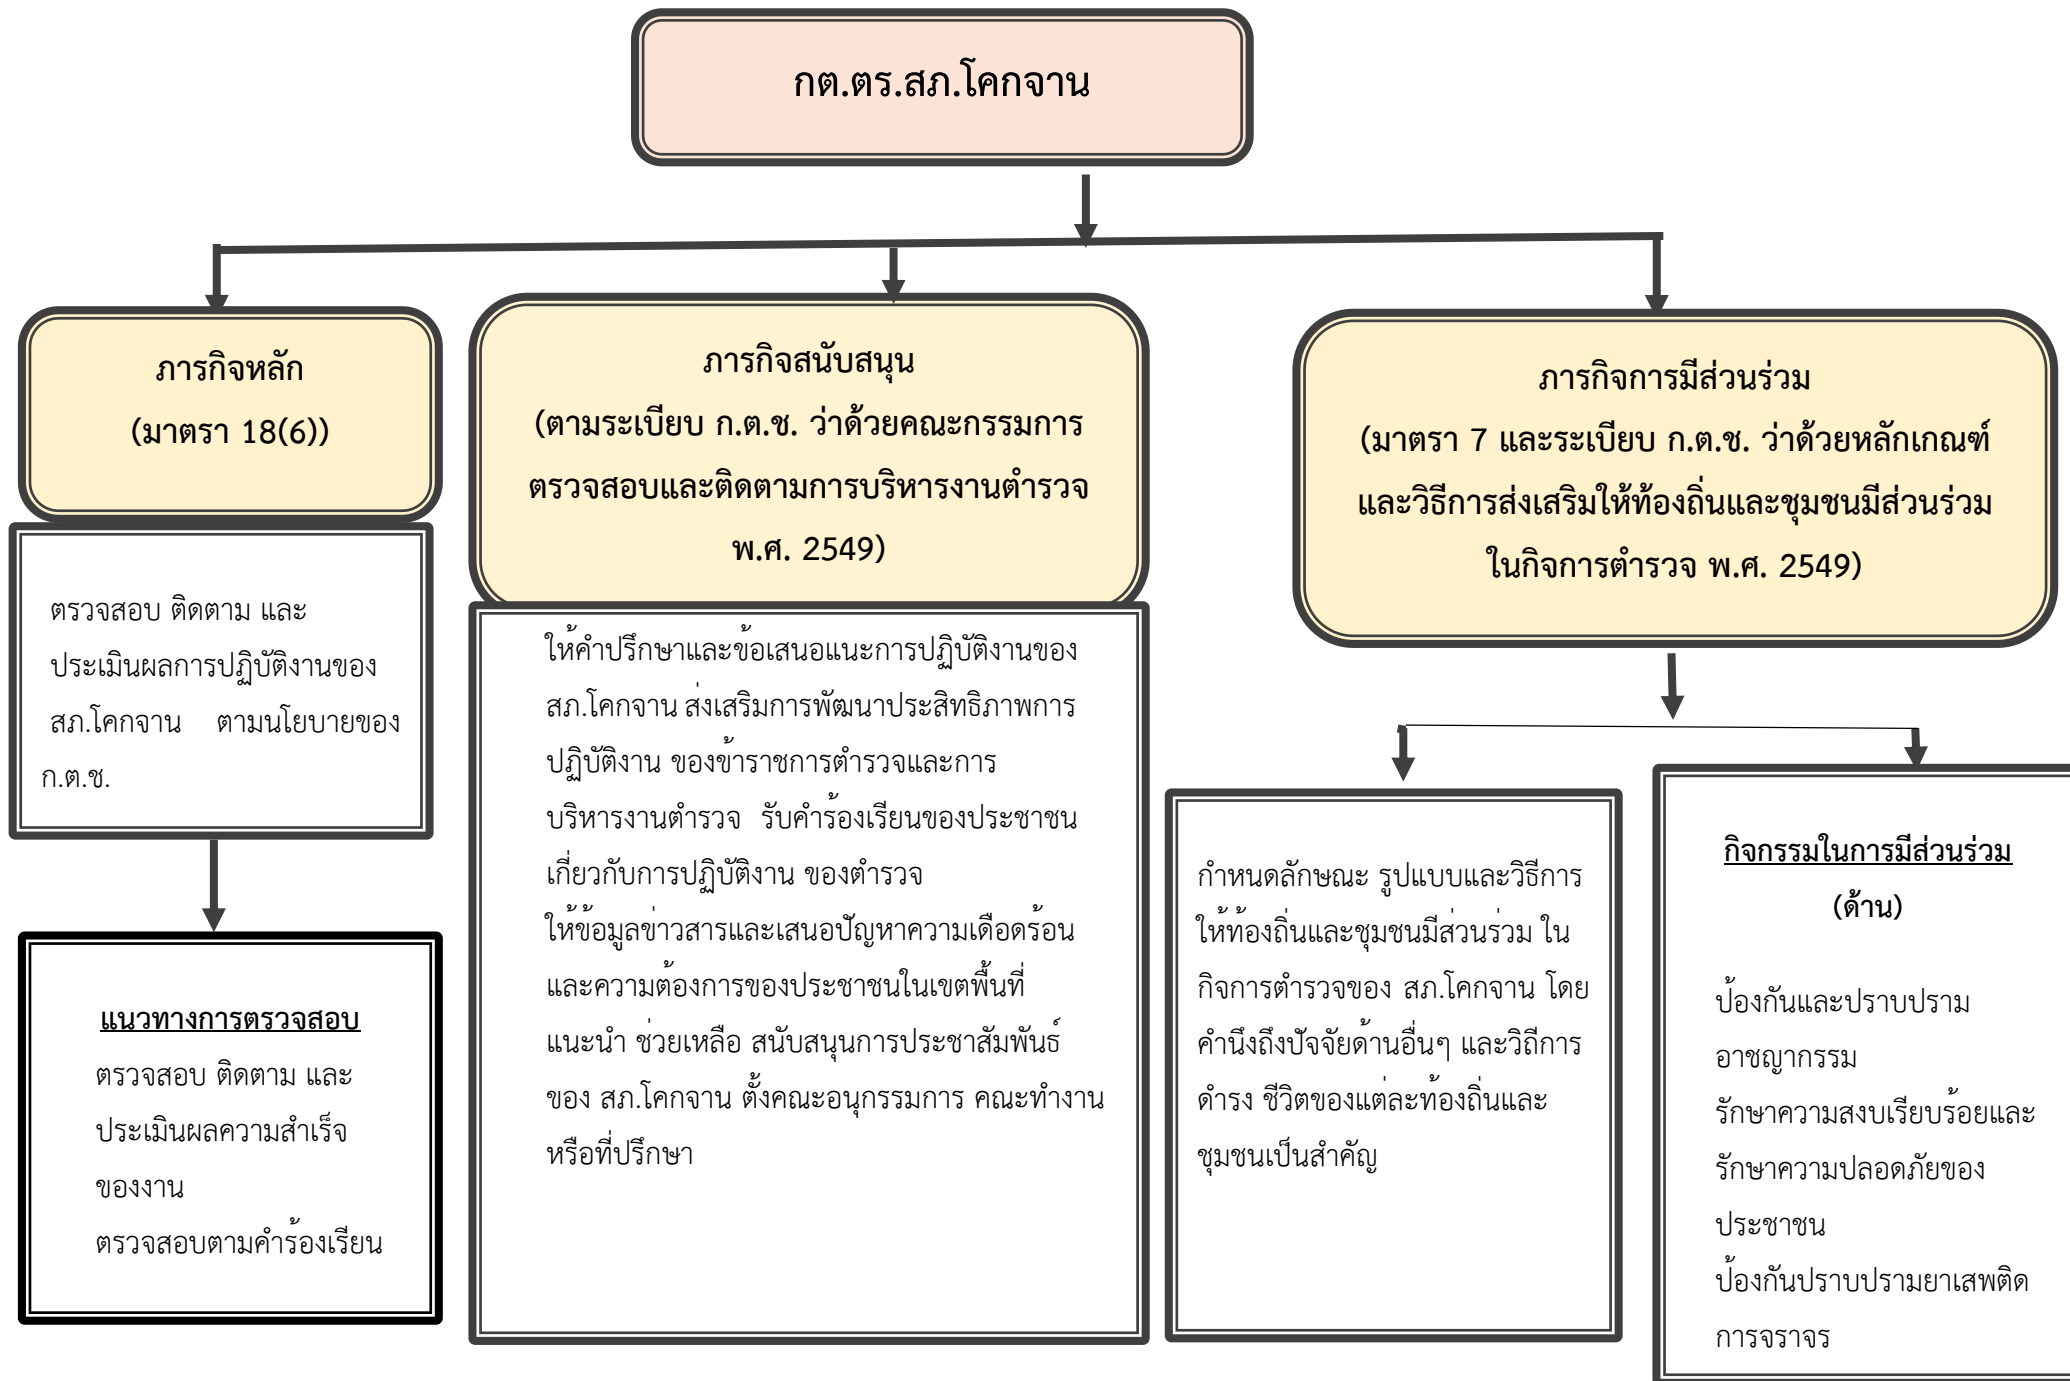 กต.ตร.สภ.โคกจาน
ภารกิจหลัก
(มาตรา 18(6))
ตรวจสอบ ติดตาม และ
ประเมินผลการปฏิบัติงานของ
สภ.โคกจาน ตามนโยบายของ
ก.ต.ช.
แนวทางการตรวจสอบ
ตรวจสอบ ติดตาม และ
ประเมินผลความสำเร็จ
ของงาน
ตรวจสอบตามคำร้องเรียน
ภารกิจสนับสนุน
(ตามระเบียบ ก.ต.ช. ว่าด้วยคณะกรรมการ
ตรวจสอบและติดตามการบริหารงานตำรวจ
พ.ศ. 2549)
ให้คำปรึกษาและข้อเสนอแนะการปฏิบัติงานของ
สภ.โคกจาน ส่งเสริมการพัฒนาประสิทธิภาพการ
ปฏิบัติงาน ของข้าราชการตำรวจและการ
บริหารงานตำรวจ รับคำร้องเรียนของประชาชน
เกี่ยวกับการปฏิบัติงาน ของตำรวจ
ให้ข้อมูลข่าวสารและเสนอปัญหาความเดือดร้อน
และความต้องการของประชาชนในเขตพื้นที่
แนะนำ ช่วยเหลือ สนับสนุนการประชาสัมพันธ์
ของ สภ.โคกจาน ตั้งคณะอนุกรรมการ คณะทำงาน
หรือที่ปรึกษา
ภารกิจการมีส่วนร่วม
(มาตรา 7 และระเบียบ ก.ต.ช. ว่าด้วยหลักเกณฑ์
และวิธีการส่งเสริมให้ท้องถิ่นและชุมชนมีส่วนร่วม
ในกิจการตำรวจ พ.ศ. 2549)
กำหนดลักษณะ รูปแบบและวิธีการ
ให้ท้องถิ่นและชุมชนมีส่วนร่วม ใน
กิจการตำรวจของ สภ.โคกจาน โดย
คำนึงถึงปัจจัยด้านอื่นๆ และวิถีการ
ดำรง ชีวิตของแต่ละท้องถิ่นและ
ชุมชนเป็นสำคัญ
กิจกรรมในการมีส่วนร่วม
(ด้าน)
ป้องกันและปราบปราม
อาชญากรรม
รักษาความสงบเรียบร้อยและ
รักษาความปลอดภัยของ
ประชาชน
ป้องกันปราบปรามยาเสพติด
การจราจร